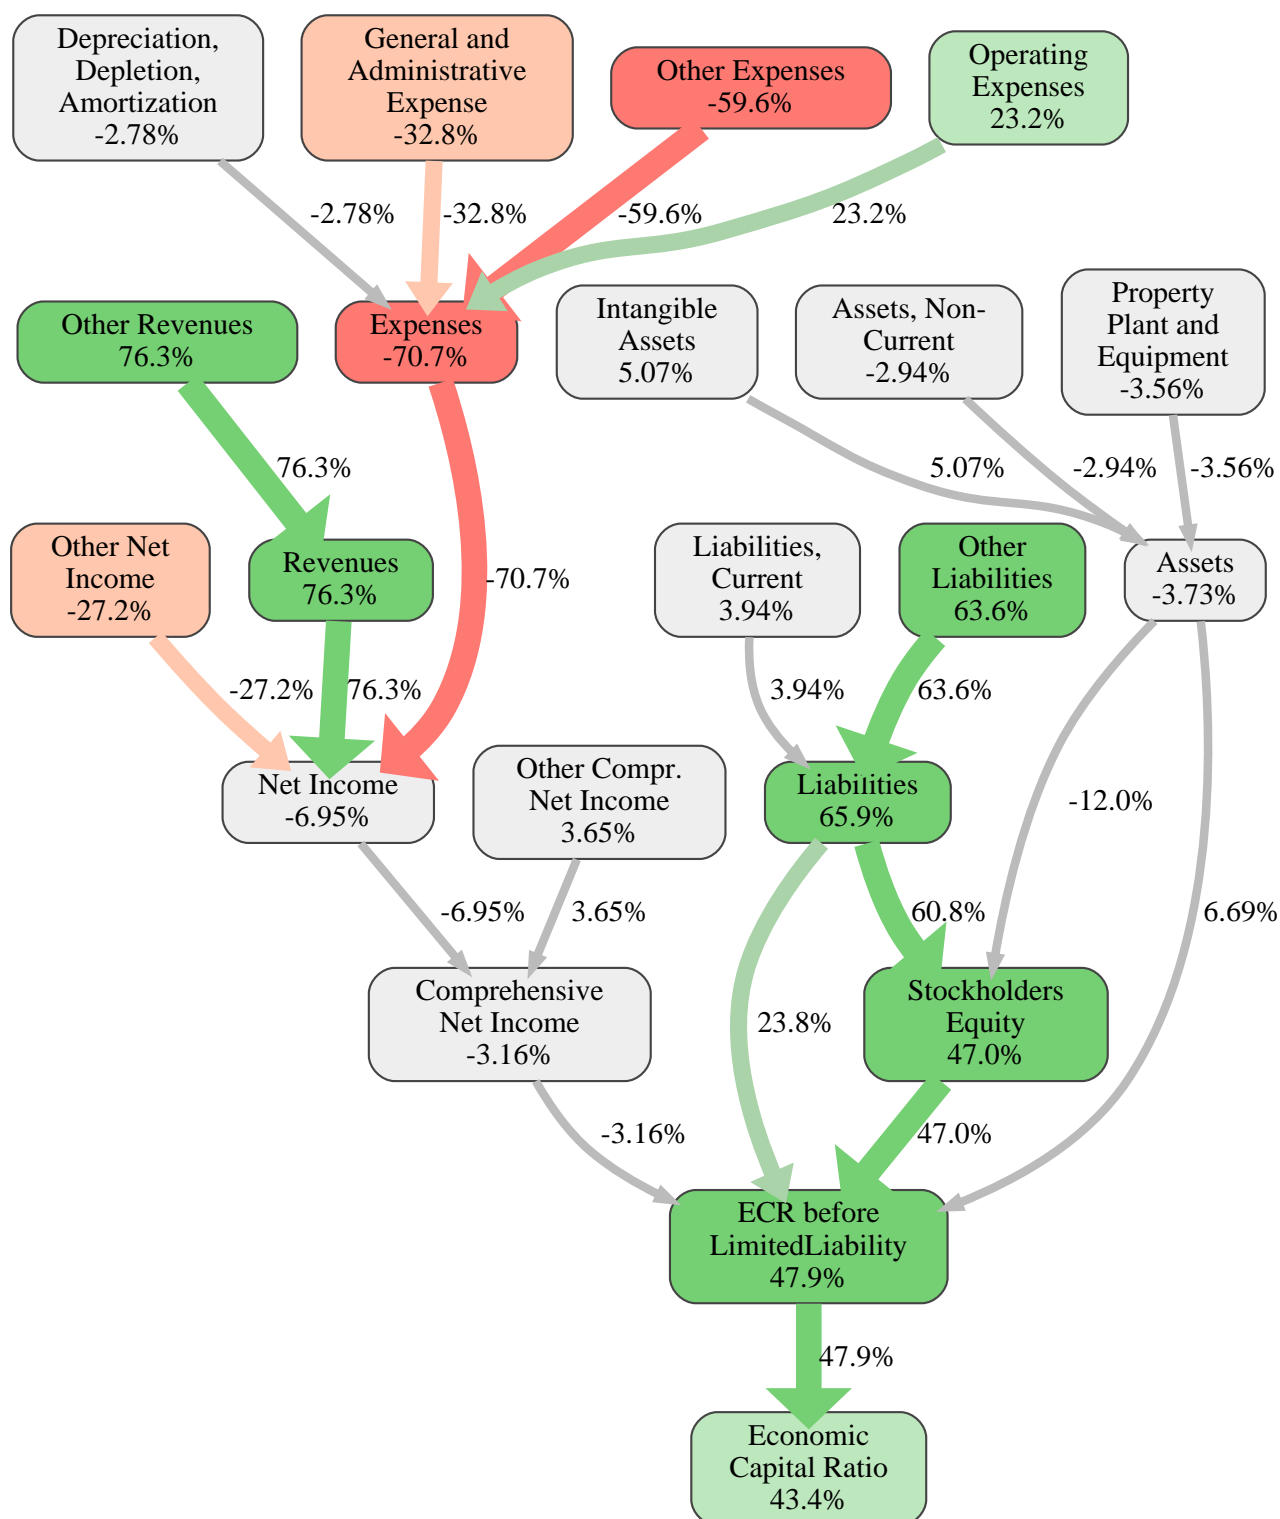 Depreciation,
Depletion,
Amortization
-2.78%
General and
Administrative
Expense
-32.8%
Other Expenses
-59.6%
Operating
Expenses
23.2%
-2.78%
-32.8%
-59.6%
23.2%
Other Revenues
76.3%
Expenses
-70.7%
Intangible
Assets
5.07%
Assets, Non-
Current
-2.94%
Property
Plant and
Equipment
-3.56%
76.3%
5.07%
-2.94%
-3.56%
Other Net
Income
-27.2%
Revenues
76.3%
-70.7%
Liabilities,
Current
3.94%
Other
Liabilities
63.6%
Assets
-3.73%
-27.2%
76.3%
3.94%
63.6%
Net Income
-6.95%
Other Compr.
Net Income
3.65%
Liabilities
65.9%
-12.0%
-6.95%
3.65%
60.8%
6.69%
Comprehensive
Net Income
-3.16%
23.8%
Stockholders
Equity
47.0%
-3.16%
47.0%
ECR before
LimitedLiability
47.9%
47.9%
Economic
Capital Ratio
43.4%